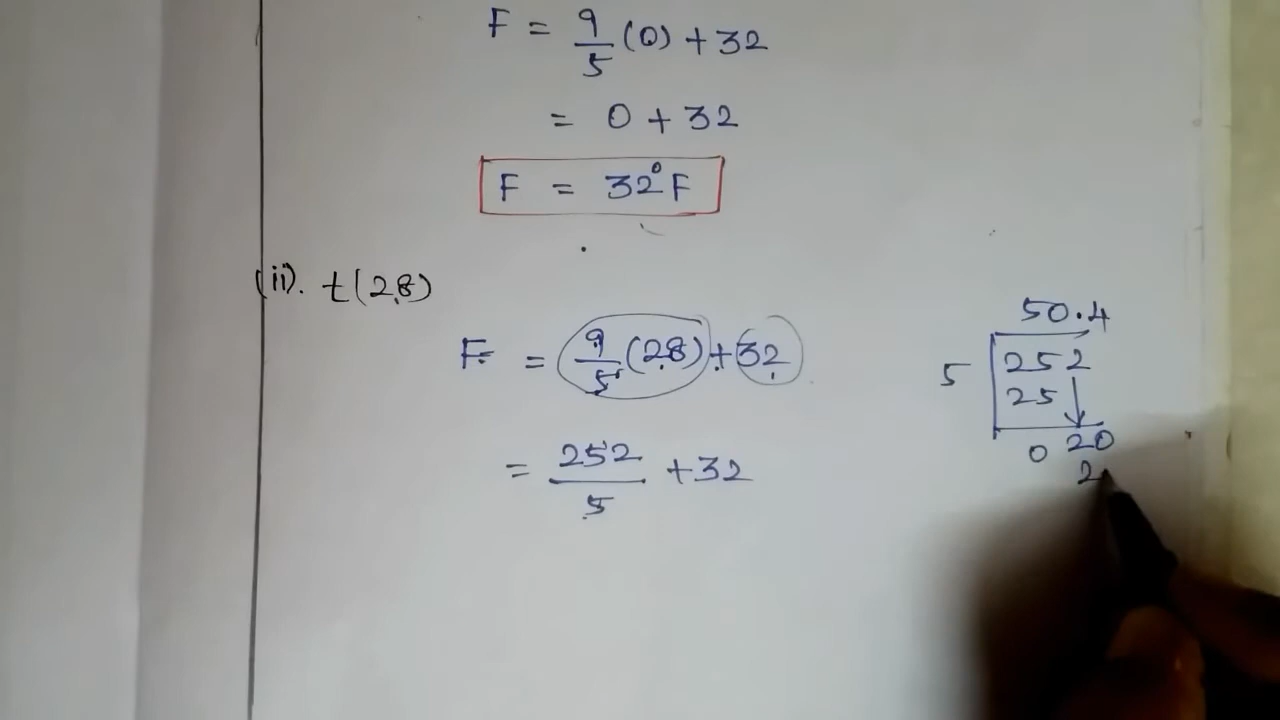 F = 9/5 (0) + 32
= 0 + 32
F = 32°F
(ii). t(28)
F = 9/5 (28) + 32
= 252/5 + 32
50.4
5 252
25
0 20
2